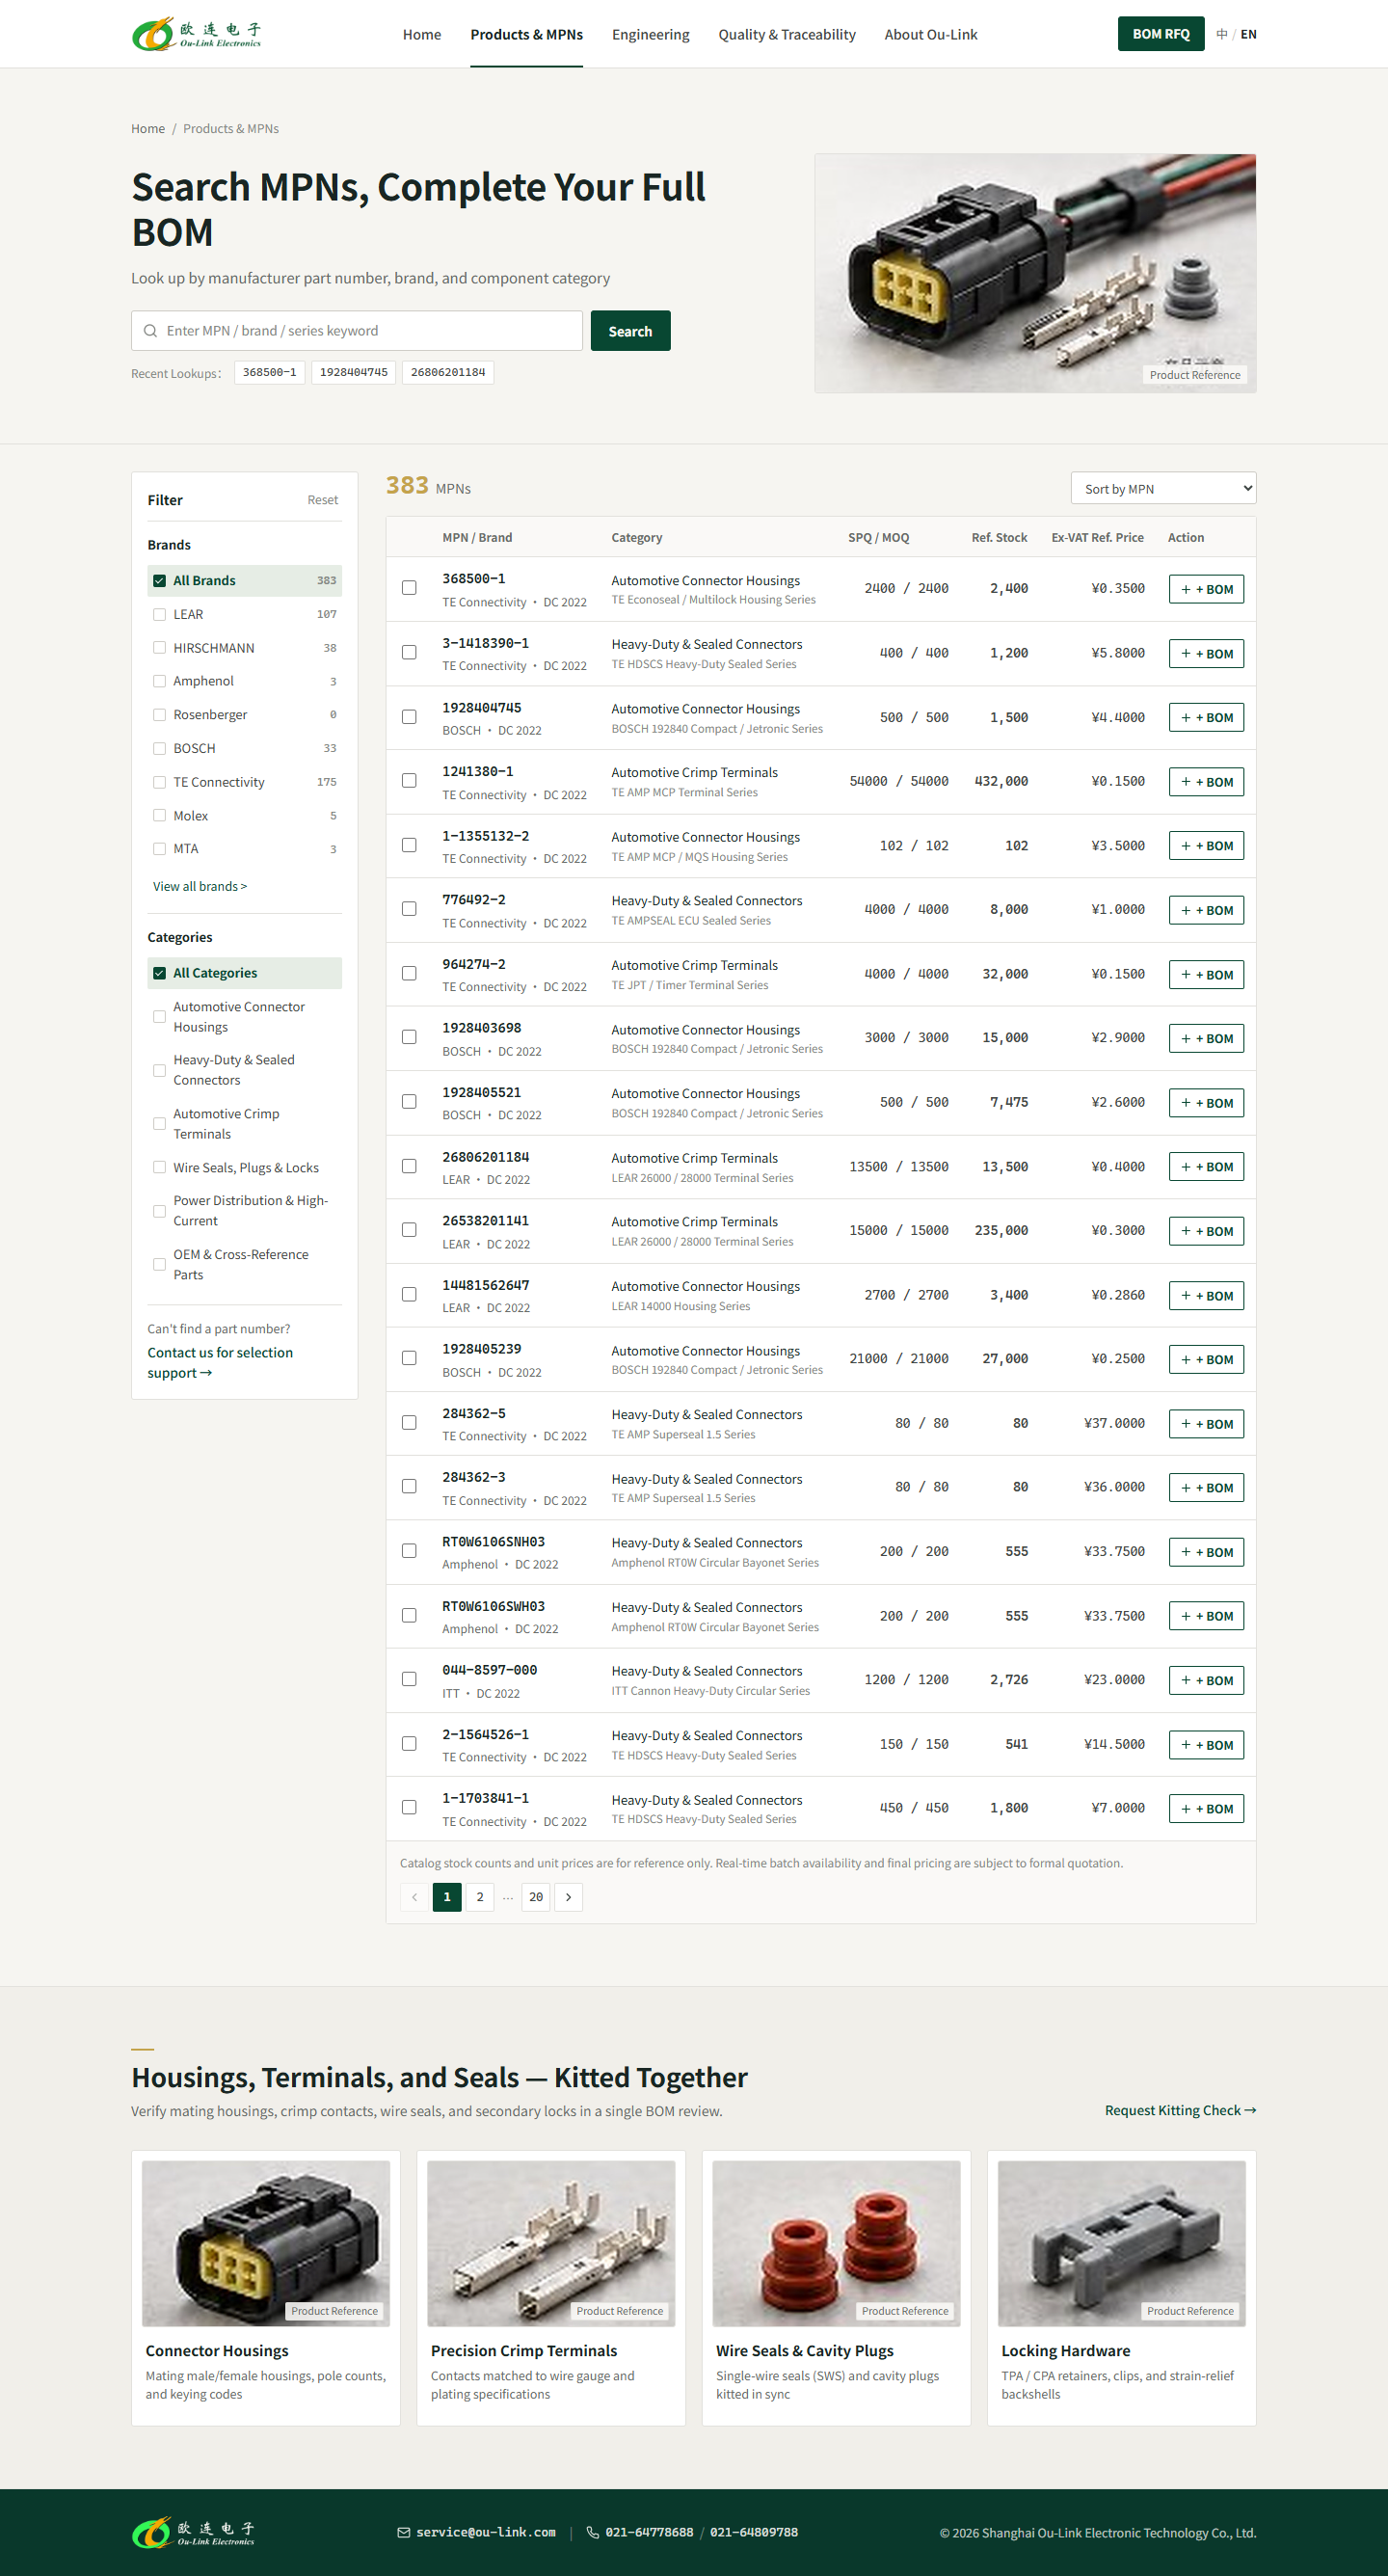 欧连电子
Ou-Link Electronics
Home
Products & MPNs
Engineering
Quality & Traceability
About Ou-Link
BOM RFQ
中 / EN
Home / Products & MPNs
Search MPNs, Complete Your Full
BOM
Look up by manufacturer part number, brand, and component category
Enter MPN / brand / series keyword
Search
Recent Lookups:
368500-1
1928404745
26806201184
Product Reference
Filter
Reset
Brands
All Brands 383
LEAR 107
HIRSCHMANN 38
Amphenol 3
Rosenberger 0
BOSCH 33
TE Connectivity 175
Molex 5
MTA 3
View all brands >
Categories
All Categories
Automotive Connector
Housings
Heavy-Duty & Sealed
Connectors
Automotive Crimp
Terminals
Wire Seals, Plugs & Locks
Power Distribution & High-
Current
OEM & Cross-Reference
Parts
Can't find a part number?
Contact us for selection
support →
383 MPNs
Sort by MPN
MPN / Brand Category SPQ / MOQ Ref. Stock Ex-VAT Ref. Price Action
368500-1 Automotive Connector Housings 2400 / 2400 2,400 ¥0.3500 + + BOM
TE Connectivity • DC 2022 TE Econoseal / Multilock Housing Series
3-1418390-1 Heavy-Duty & Sealed Connectors 400 / 400 1,200 ¥5.8000 + + BOM
TE Connectivity • DC 2022 TE HDSCS Heavy-Duty Sealed Series
1928404745 Automotive Connector Housings 500 / 500 1,500 ¥4.4000 + + BOM
BOSCH • DC 2022 BOSCH 192840 Compact / Jetronic Series
1241380-1 Automotive Crimp Terminals 54000 / 54000 432,000 ¥0.1500 + + BOM
TE Connectivity • DC 2022 TE AMP MCP Terminal Series
1-1355132-2 Automotive Connector Housings 102 / 102 102 ¥3.5000 + + BOM
TE Connectivity • DC 2022 TE AMP MCP / MQS Housing Series
776492-2 Heavy-Duty & Sealed Connectors 4000 / 4000 8,000 ¥1.0000 + + BOM
TE Connectivity • DC 2022 TE AMPSEAL ECU Sealed Series
964274-2 Automotive Crimp Terminals 4000 / 4000 32,000 ¥0.1500 + + BOM
TE Connectivity • DC 2022 TE JPT / Timer Terminal Series
1928403698 Automotive Connector Housings 3000 / 3000 15,000 ¥2.9000 + + BOM
BOSCH • DC 2022 BOSCH 192840 Compact / Jetronic Series
1928405521 Automotive Connector Housings 500 / 500 7,475 ¥2.6000 + + BOM
BOSCH • DC 2022 BOSCH 192840 Compact / Jetronic Series
26806201184 Automotive Crimp Terminals 13500 / 13500 13,500 ¥0.4000 + + BOM
LEAR • DC 2022 LEAR 26000 / 28000 Terminal Series
26538201141 Automotive Crimp Terminals 15000 / 15000 235,000 ¥0.3000 + + BOM
LEAR • DC 2022 LEAR 26000 / 28000 Terminal Series
14481562647 Automotive Connector Housings 2700 / 2700 3,400 ¥0.2860 + + BOM
LEAR • DC 2022 LEAR 14000 Housing Series
1928405239 Automotive Connector Housings 21000 / 21000 27,000 ¥0.2500 + + BOM
BOSCH • DC 2022 BOSCH 192840 Compact / Jetronic Series
284362-5 Heavy-Duty & Sealed Connectors 80 / 80 80 ¥37.0000 + + BOM
TE Connectivity • DC 2022 TE AMP Superseal 1.5 Series
284362-3 Heavy-Duty & Sealed Connectors 80 / 80 80 ¥36.0000 + + BOM
TE Connectivity • DC 2022 TE AMP Superseal 1.5 Series
RT0W6106SNH03 Heavy-Duty & Sealed Connectors 200 / 200 555 ¥33.7500 + + BOM
Amphenol • DC 2022 Amphenol RT0W Circular Bayonet Series
RT0W6106SWH03 Heavy-Duty & Sealed Connectors 200 / 200 555 ¥33.7500 + + BOM
Amphenol • DC 2022 Amphenol RT0W Circular Bayonet Series
044-8597-000 Heavy-Duty & Sealed Connectors 1200 / 1200 2,726 ¥23.0000 + + BOM
ITT • DC 2022 ITT Cannon Heavy-Duty Circular Series
2-1564526-1 Heavy-Duty & Sealed Connectors 150 / 150 541 ¥14.5000 + + BOM
TE Connectivity • DC 2022 TE HDSCS Heavy-Duty Sealed Series
1-1703841-1 Heavy-Duty & Sealed Connectors 450 / 450 1,800 ¥7.0000 + + BOM
TE Connectivity • DC 2022 TE HDSCS Heavy-Duty Sealed Series
Catalog stock counts and unit prices are for reference only. Real-time batch availability and final pricing are subject to formal quotation.
‹ 1 2 … 20 ›
Housings, Terminals, and Seals — Kitted Together
Verify mating housings, crimp contacts, wire seals, and secondary locks in a single BOM review.
Request Kitting Check →
Product Reference
Connector Housings
Mating male/female housings, pole counts,
and keying codes
Product Reference
Precision Crimp Terminals
Contacts matched to wire gauge and
plating specifications
Product Reference
Wire Seals & Cavity Plugs
Single-wire seals (SWS) and cavity plugs
kitted in sync
Product Reference
Locking Hardware
TPA / CPA retainers, clips, and strain-relief
backshells
欧连电子
Ou-Link Electronics
service@ou-link.com | 021-64778688 / 021-64809788
© 2026 Shanghai Ou-Link Electronic Technology Co., Ltd.